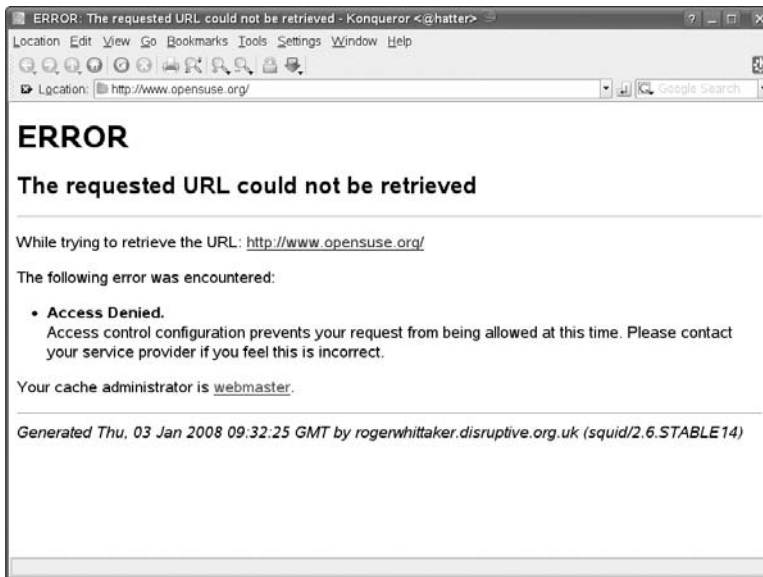 ERROR: The requested URL could not be retrieved - Konqueror <@hatter>
Location Edit View Go Bookmarks Tools Settings Window Help
Location: http://www.opensuse.org/ Google Search
ERROR
The requested URL could not be retrieved
While trying to retrieve the URL: http://www.opensuse.org/
The following error was encountered:
• Access Denied.
Access control configuration prevents your request from being allowed at this time. Please contact
your service provider if you feel this is incorrect.
Your cache administrator is webmaster.
Generated Thu, 03 Jan 2008 09:32:25 GMT by rogerwhittaker.disruptive.org.uk (squid/2.6.STABLE14)